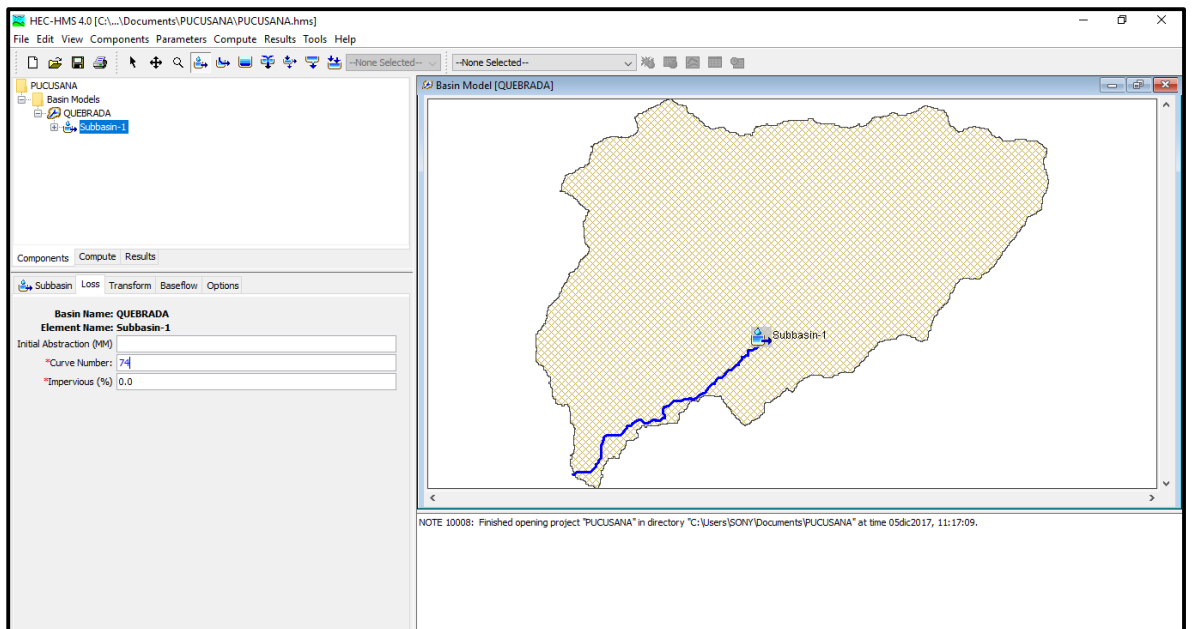 HEC-HMS 4.0 [C:\...\Documents\PUCUSANA\PUCUSANA.hms]
File Edit View Components Parameters Compute Results Tools Help
--None Selected-- --None Selected--
PUCUSANA
Basin Models
QUEBRADA
Subbasin-1
Components Compute Results
Subbasin Loss Transform Baseflow Options
Basin Name: QUEBRADA
Element Name: Subbasin-1
Initial Abstraction (MM)
*Curve Number: 74
*Impervious (%) 0.0
Basin Model [QUEBRADA]
Subbasin-1
NOTE 10008: Finished opening project "PUCUSANA" in directory "C:\Users\SONY\Documents\PUCUSANA" at time 05dic2017, 11:17:09.